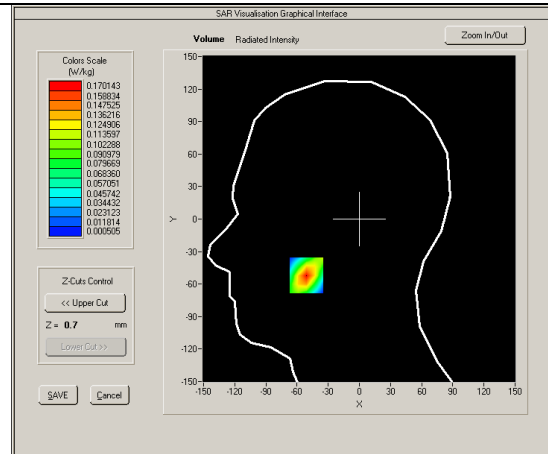 SAR Visualisation Graphical Interface
Volume Radiated Intensity
Zoom In/Out
Colors Scale
(W/kg)
0.170143
0.158834
0.147525
0.136216
0.124906
0.113597
0.102288
0.090979
0.079669
0.068360
0.057051
0.045742
0.034432
0.023123
0.011814
0.000505
Z-Cuts Control
<< Upper Cut
Z = 0.7 mm
Lower Cut >>
SAVE Cancel
150
120
90
60
30
0
-30
-60
-90
-120
-150
Y
-150 -120 -90 -60 -30 0 30 60 90 120 150
X